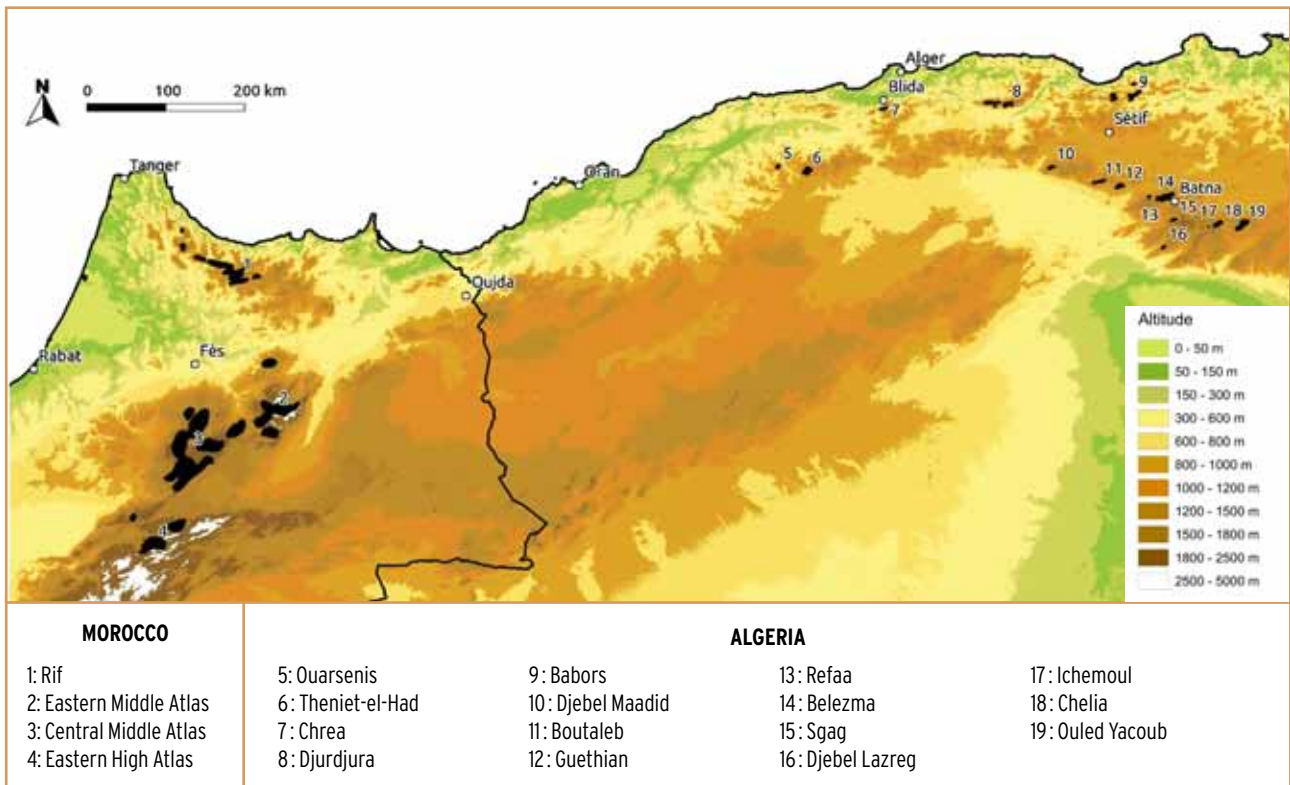 N
0 100 200 km
Alger
Blida
7
8
9
Sétif
5
6
10
11
12
14
Batna
13
15
17
18
19
16
Tanger
Oran
1
Oujda
Rabat
Fès
2
3
4
Altitude
0 - 50 m
50 - 150 m
150 - 300 m
300 - 600 m
600 - 800 m
800 - 1000 m
1000 - 1200 m
1200 - 1500 m
1500 - 1800 m
1800 - 2500 m
2500 - 5000 m
MOROCCO
1: Rif
2: Eastern Middle Atlas
3: Central Middle Atlas
4: Eastern High Atlas
ALGERIA
5: Ouarsenis
6: Theniet-el-Had
7: Chrea
8: Djurdjura
9: Babors
10: Djebel Maadid
11: Boutaleb
12: Guethian
13: Refaa
14: Belezma
15: Sgag
16: Djebel Lazreg
17: Ichemoul
18: Chelia
19: Ouled Yacoub